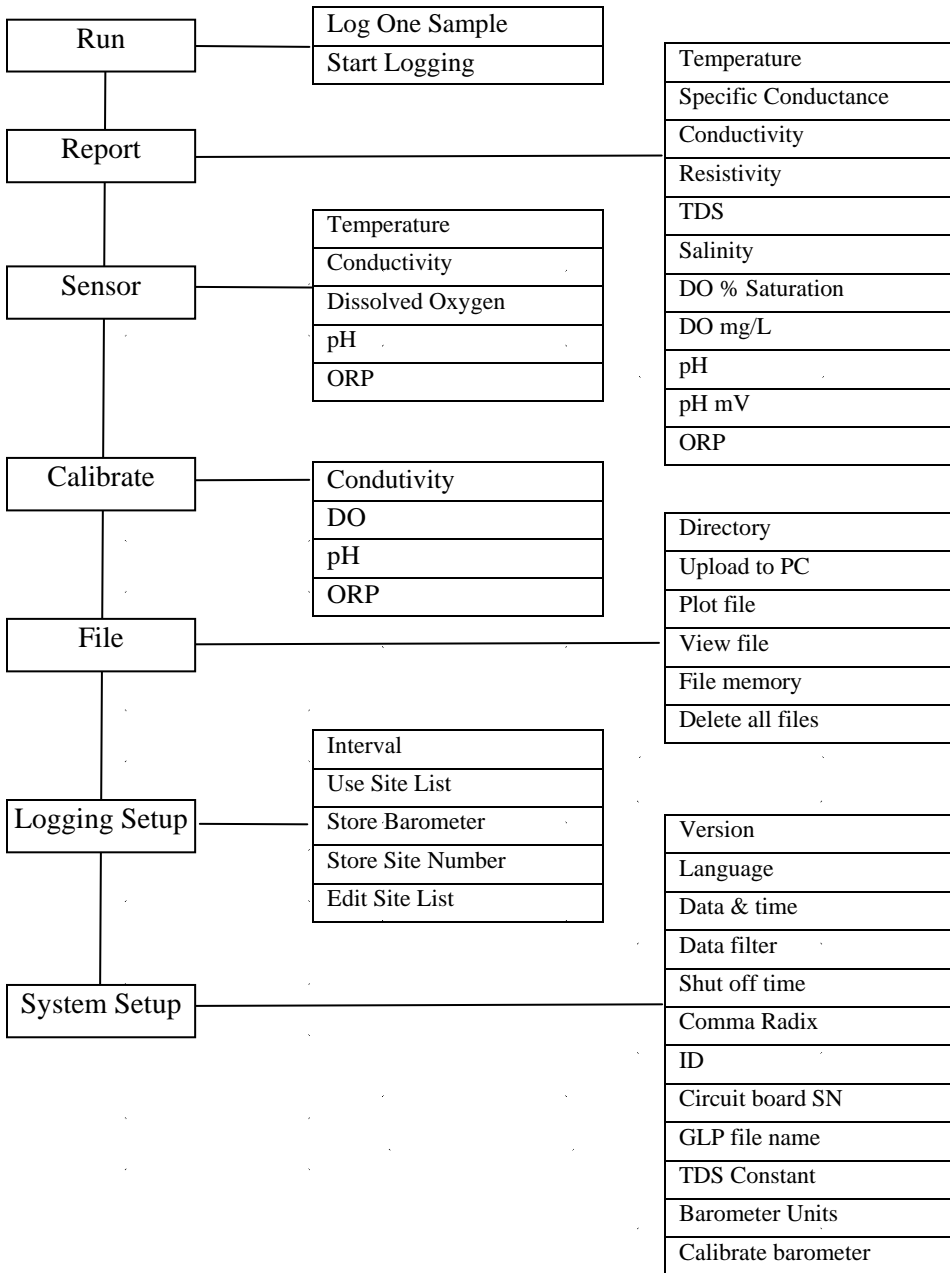 Run
Log One Sample
Start Logging
Report
Temperature
Specific Conductance
Conductivity
Resistivity
TDS
Salinity
DO % Saturation
DO mg/L
pH
pH mV
ORP
Sensor
Temperature
Conductivity
Dissolved Oxygen
pH
ORP
Calibrate
Condutivity
DO
pH
ORP
File
Directory
Upload to PC
Plot file
View file
File memory
Delete all files
Logging Setup
Interval
Use Site List
Store Barometer
Store Site Number
Edit Site List
System Setup
Version
Language
Data & time
Data filter
Shut off time
Comma Radix
ID
Circuit board SN
GLP file name
TDS Constant
Barometer Units
Calibrate barometer